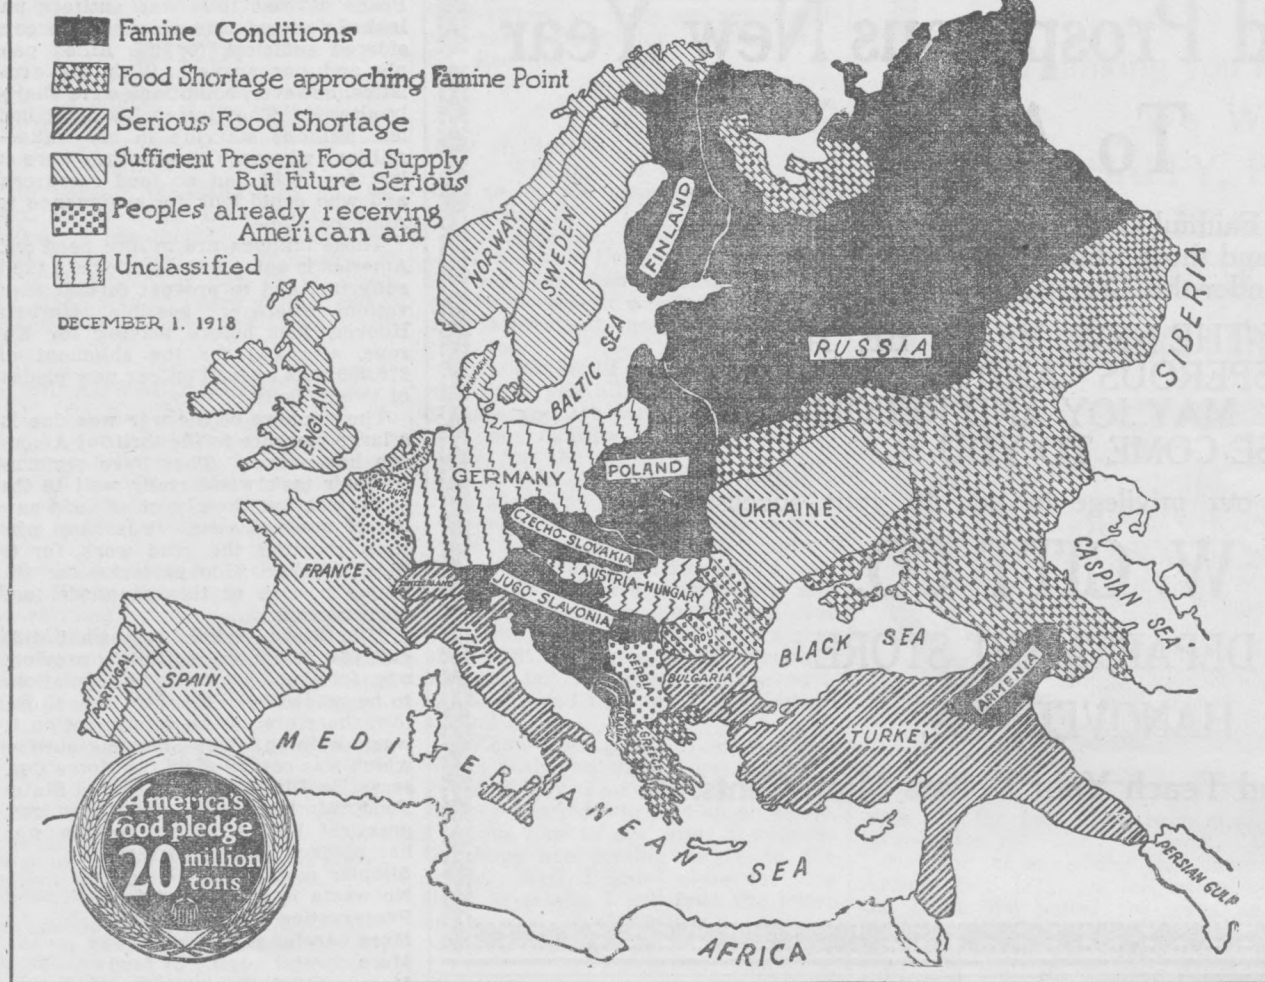 Famine Conditions
Food Shortage approching Famine Point
Serious Food Shortage
Sufficient Present Food Supply
But Future Serious
Peoples already receiving
American aid
Unclassified
DECEMBER 1. 1918
NORWAY
SWEDEN
FINLAND
BALTIC SEA
RUSSIA
SIBERIA
ENGLAND
GERMANY
POLAND
UKRAINE
CZECHO-SLOVAKIA
AUSTRIA-HUNGARY
JUGO-SLAVONIA
FRANCE
SWITZERLAND
ITALY
SPAIN
PORTUGAL
SERBIA
BULGARIA
GREECE
BLACK SEA
CASPIAN SEA
ARMENIA
TURKEY
MEDITERRANEAN SEA
PERSIAN GULF
AFRICA
America's
food pledge
20 million
tons